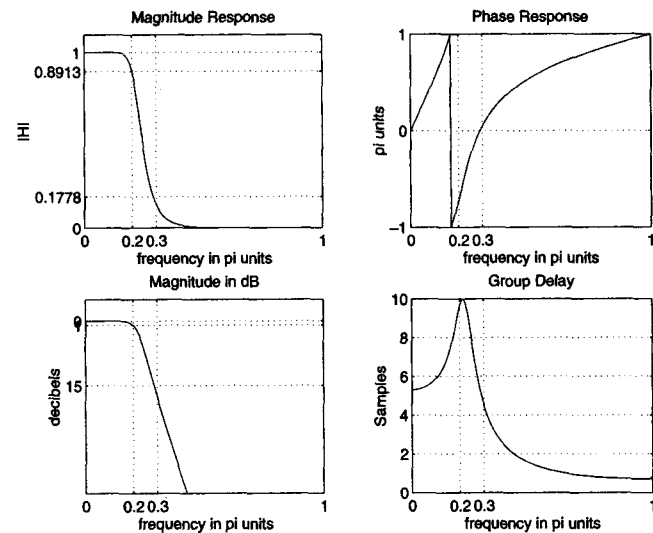 Magnitude Response
1
0.8913
|H|
0.1778
0
0 0.2 0.3 1
frequency in pi units
Phase Response
1
pi units
0
-1
0 0.2 0.3 1
frequency in pi units
Magnitude in dB
0
1
decibels
15
0 0.2 0.3 1
frequency in pi units
Group Delay
10
8
6
Samples
4
2
0
0 0.2 0.3 1
frequency in pi units